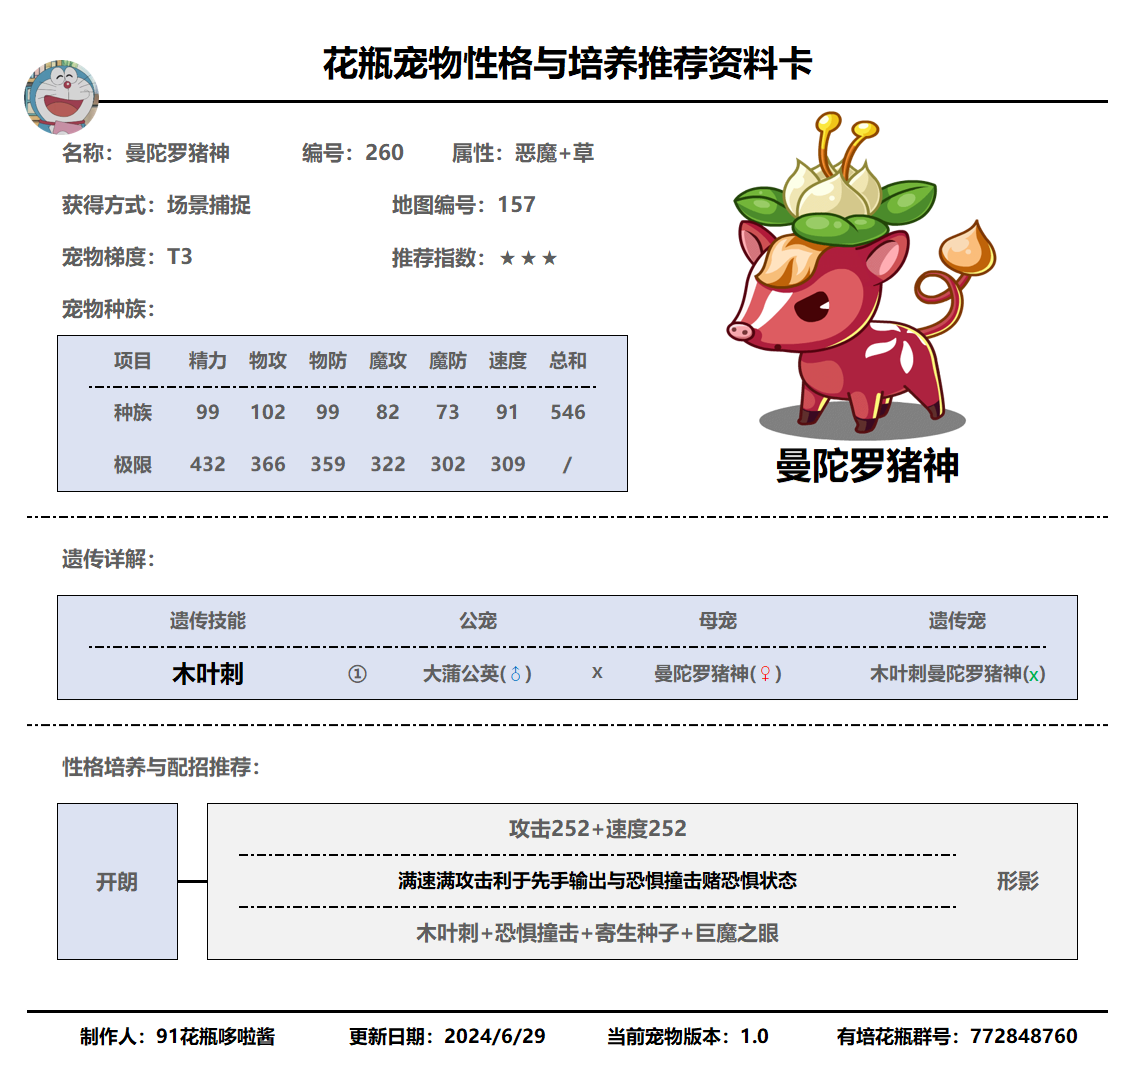 花瓶宠物性格与培养推荐资料卡
名称：曼陀罗猪神 编号：260 属性：恶魔+草
获得方式：场景捕捉 地图编号：157
宠物梯度：T3 推荐指数：★★★
宠物种族：
项目 精力 物攻 物防 魔攻 魔防 速度 总和
种族 99 102 99 82 73 91 546
极限 432 366 359 322 302 309 /
曼陀罗猪神
遗传详解：
遗传技能 公宠 母宠 遗传宠
木叶刺 ① 大蒲公英(♂) x 曼陀罗猪神(♀) 木叶刺曼陀罗猪神(x)
性格培养与配招推荐：
攻击252+速度252
开朗 满速满攻击利于先手输出与恐惧撞击赌恐惧状态 形影
木叶刺+恐惧撞击+寄生种子+巨魔之眼
制作人：91花瓶哆啦酱 更新日期：2024/6/29 当前宠物版本：1.0 有培花瓶群号：772848760